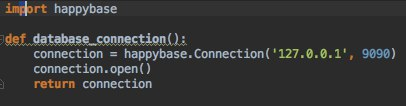 import happybase
def database_connection():
connection = happybase.Connection('127.0.0.1', 9090)
connection.open()
return connection